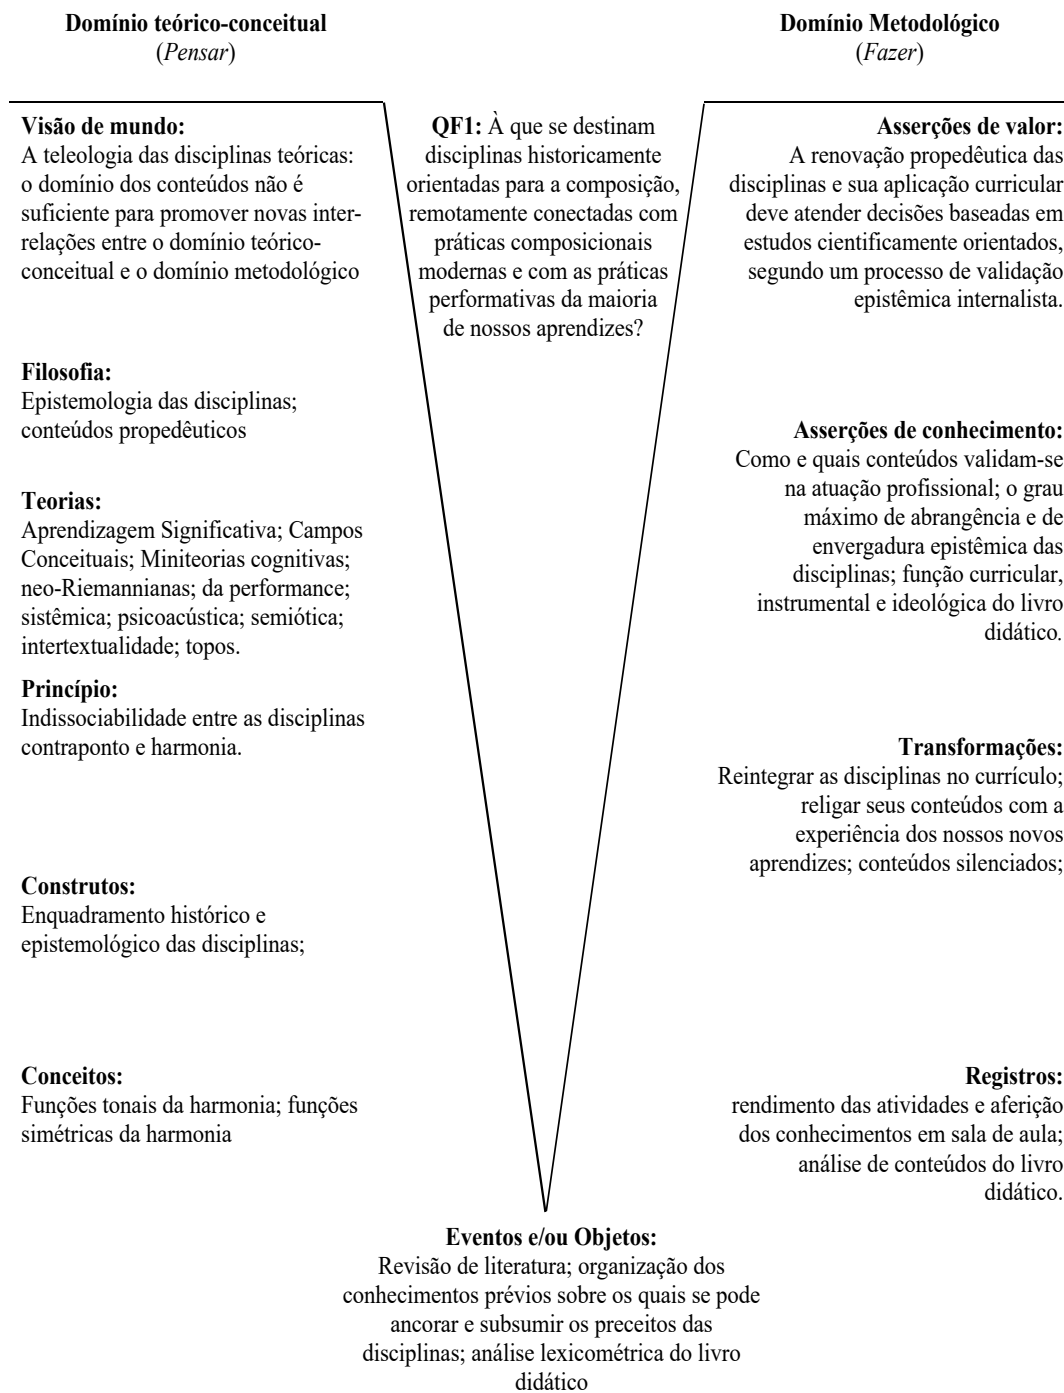 Domínio teórico-conceitual
(Pensar)
Domínio Metodológico
(Fazer)
Visão de mundo:
A teleologia das disciplinas teóricas:
o domínio dos conteúdos não é
suficiente para promover novas inter-
relações entre o domínio teórico-
conceitual e o domínio metodológico
Filosofia:
Epistemologia das disciplinas;
conteúdos propedêuticos
Teorias:
Aprendizagem Significativa; Campos
Conceituais; Miniteorias cognitivas;
neo-Riemannianas; da performance;
sistêmica; psicoacústica; semiótica;
intertextualidade; topos.
Princípio:
Indissociabilidade entre as disciplinas
contraponto e harmonia.
Construtos:
Enquadramento histórico e
epistemológico das disciplinas;
Conceitos:
Funções tonais da harmonia; funções
simétricas da harmonia
QF1: À que se destinam
disciplinas historicamente
orientadas para a composição,
remotamente conectadas com
práticas composicionais
modernas e com as práticas
performativas da maioria
de nossos aprendizes?
Asserções de valor:
A renovação propedêutica das
disciplinas e sua aplicação curricular
deve atender decisões baseadas em
estudos cientificamente orientados,
segundo um processo de validação
epistêmica internalista.
Asserções de conhecimento:
Como e quais conteúdos validam-se
na atuação profissional; o grau
máximo de abrangência e de
envergadura epistêmica das
disciplinas; função curricular,
instrumental e ideológica do livro
didático.
Transformações:
Reintegrar as disciplinas no currículo;
religar seus conteúdos com a
experiência dos nossos novos
aprendizes; conteúdos silenciados;
Registros:
rendimento das atividades e aferição
dos conhecimentos em sala de aula;
análise de conteúdos do livro
didático.
Eventos e/ou Objetos:
Revisão de literatura; organização dos
conhecimentos prévios sobre os quais se pode
ancorar e subsumir os preceitos das
disciplinas; análise lexicométrica do livro
didático